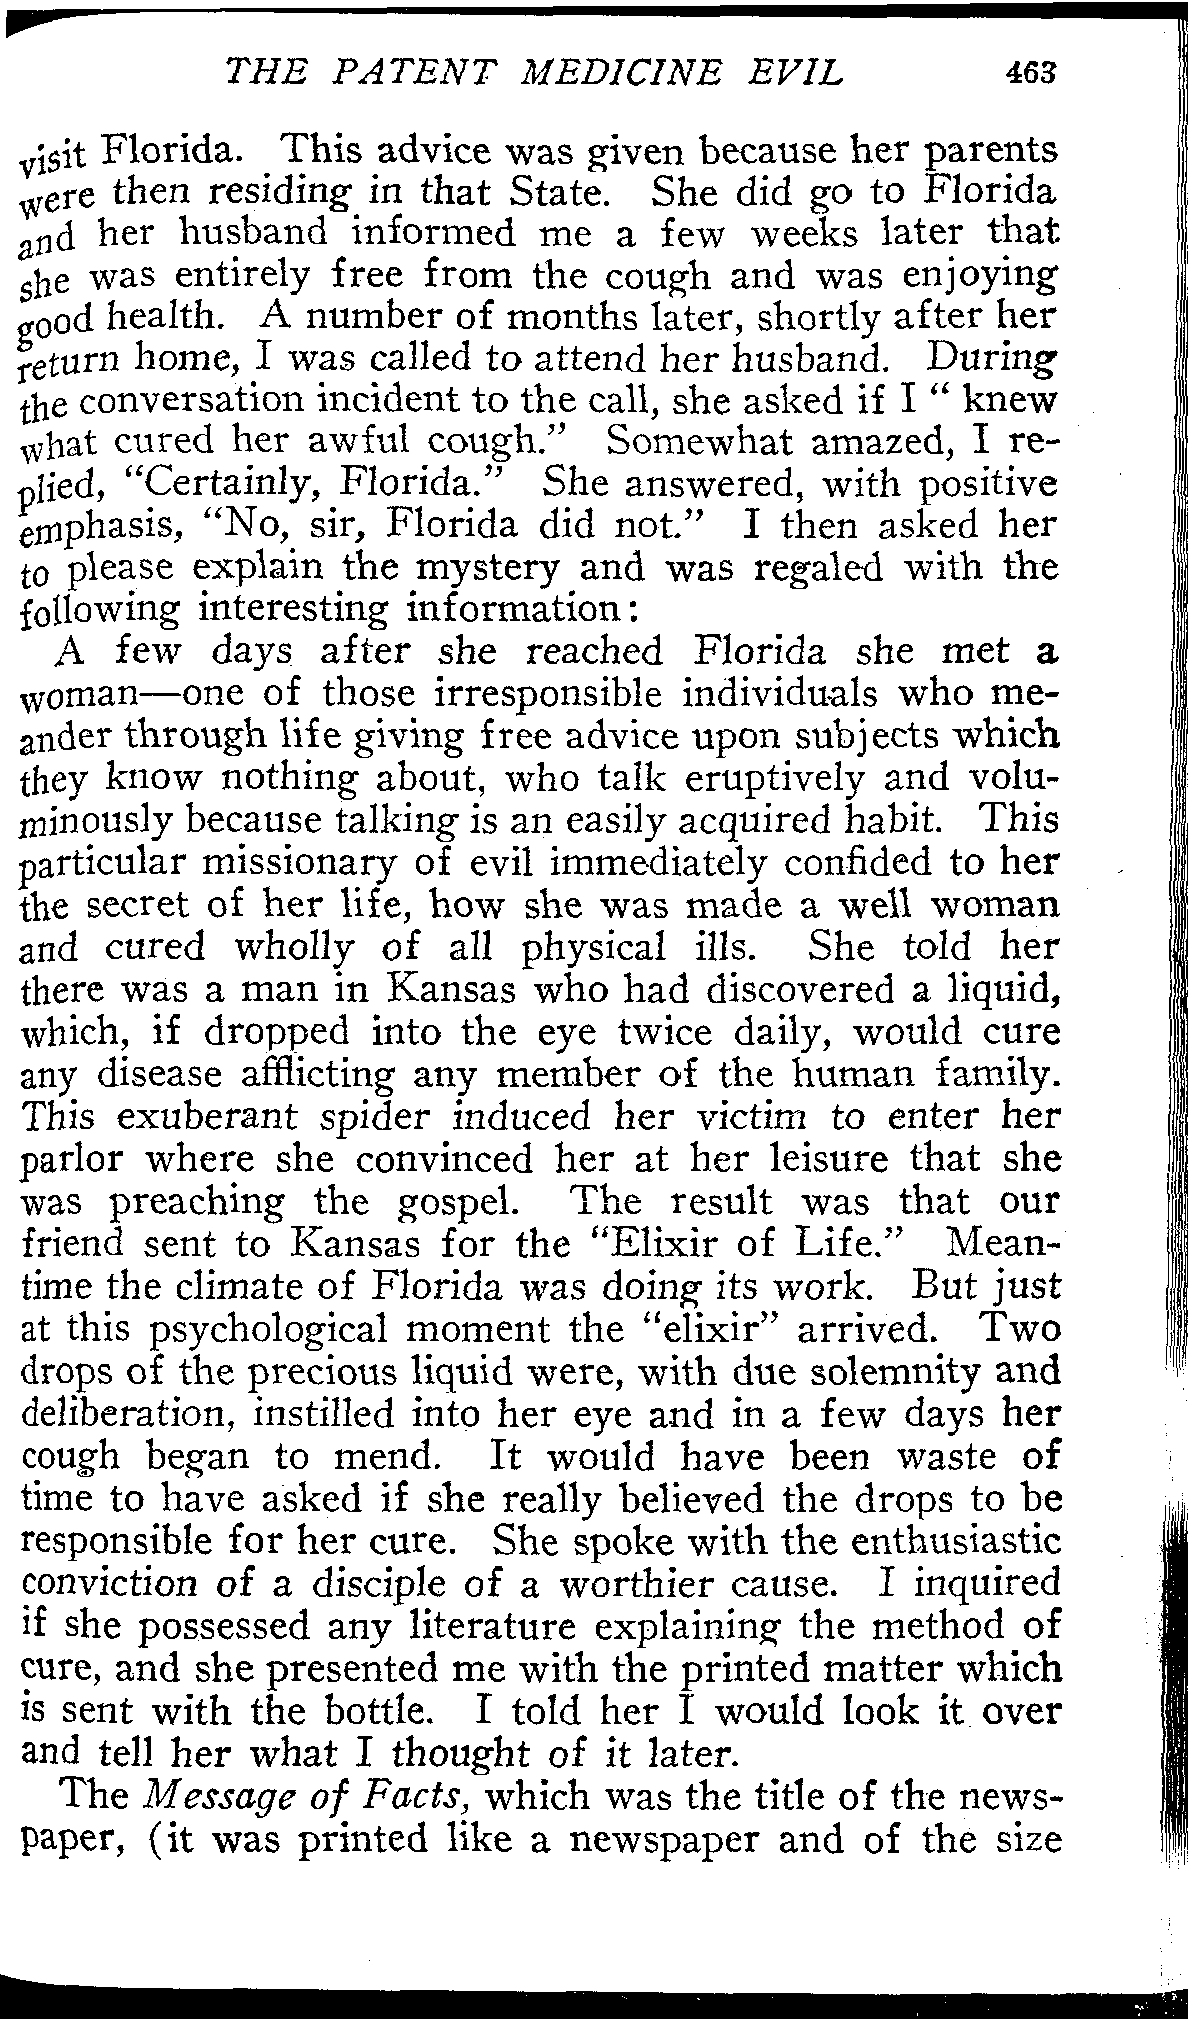 THE PATENT MEDICINE EVIL 463
visit Florida. This advice was given because her parents
were then residing in that State. She did go to Florida
and her husband informed me a few weeks later that
she was entirely free from the cough and was enjoying
good health. A number of months later, shortly after her
return home, I was called to attend her husband. During
the conversation incident to the call, she asked if I " knew
what cured her awful cough." Somewhat amazed, I re-
plied, "Certainly, Florida." She answered, with positive
emphasis, "No, sir, Florida did not." I then asked her
to please explain the mystery and was regaled with the
following interesting information:
A few days after she reached Florida she met a
woman—one of those irresponsible individuals who me-
ander through life giving free advice upon subjects which
they know nothing about, who talk eruptively and volu-
minously because talking is an easily acquired habit. This
particular missionary of evil immediately confided to her
the secret of her life, how she was made a well woman
and cured wholly of all physical ills. She told her
there was a man in Kansas who had discovered a liquid,
which, if dropped into the eye twice daily, would cure
any disease afflicting any member of the human family.
This exuberant spider induced her victim to enter her
parlor where she convinced her at her leisure that she
was preaching the gospel. The result was that our
friend sent to Kansas for the "Elixir of Life." Mean-
time the climate of Florida was doing its work. But just
at this psychological moment the "elixir" arrived. Two
drops of the precious liquid were, with due solemnity and
deliberation, instilled into her eye and in a few days her
cough began to mend. It would have been waste of
time to have asked if she really believed the drops to be
responsible for her cure. She spoke with the enthusiastic
conviction of a disciple of a worthier cause. I inquired
if she possessed any literature explaining the method of
cure, and she presented me with the printed matter which
is sent with the bottle. I told her I would look it over
and tell her what I thought of it later.
The Message of Facts, which was the title of the news-
paper, (it was printed like a newspaper and of the size